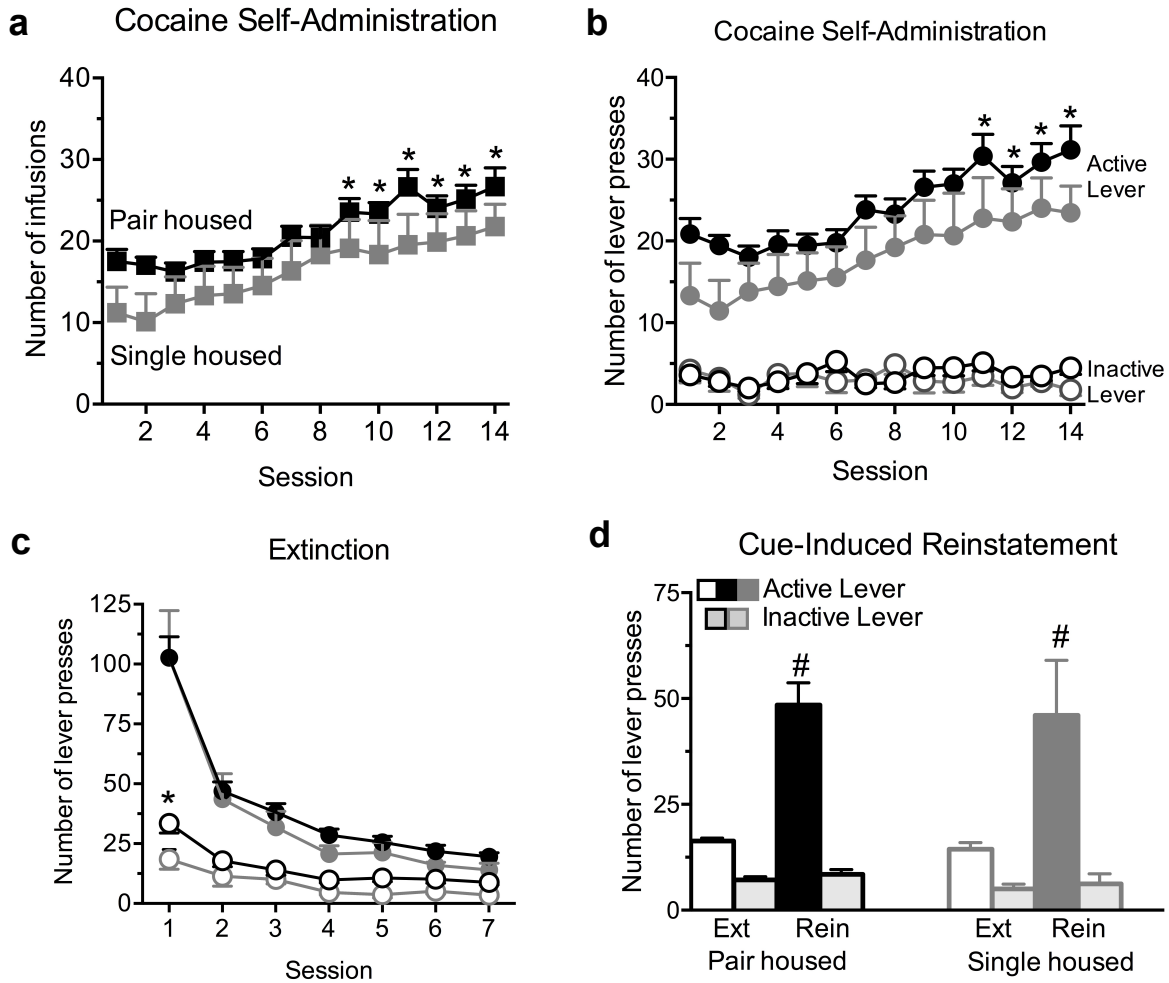 a
Cocaine Self-Administration
Number of infusions
40
30
20
10
0
Pair housed
Single housed
* * * * * *
2 4 6 8 10 12 14
Session
b
Cocaine Self-Administration
Number of lever presses
40
30
20
10
0
* * * *
Active
Lever
Inactive
Lever
2 4 6 8 10 12 14
Session
c
Extinction
Number of lever presses
125
100
75
50
25
0
*
1 2 3 4 5 6 7
Session
d
Cue-Induced Reinstatement
Number of lever presses
75
50
25
0
Active Lever
Inactive Lever
# #
Ext Rein Ext Rein
Pair housed Single housed